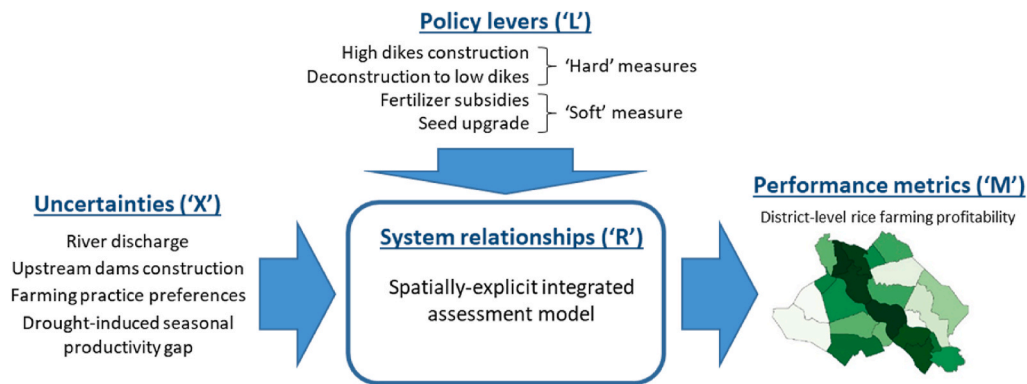 Policy levers ('L')
High dikes construction
Deconstruction to low dikes
'Hard' measures
Fertilizer subsidies
Seed upgrade
'Soft' measure
Uncertainties ('X')
River discharge
Upstream dams construction
Farming practice preferences
Drought-induced seasonal
productivity gap
System relationships ('R')
Spatially-explicit integrated
assessment model
Performance metrics ('M')
District-level rice farming profitability